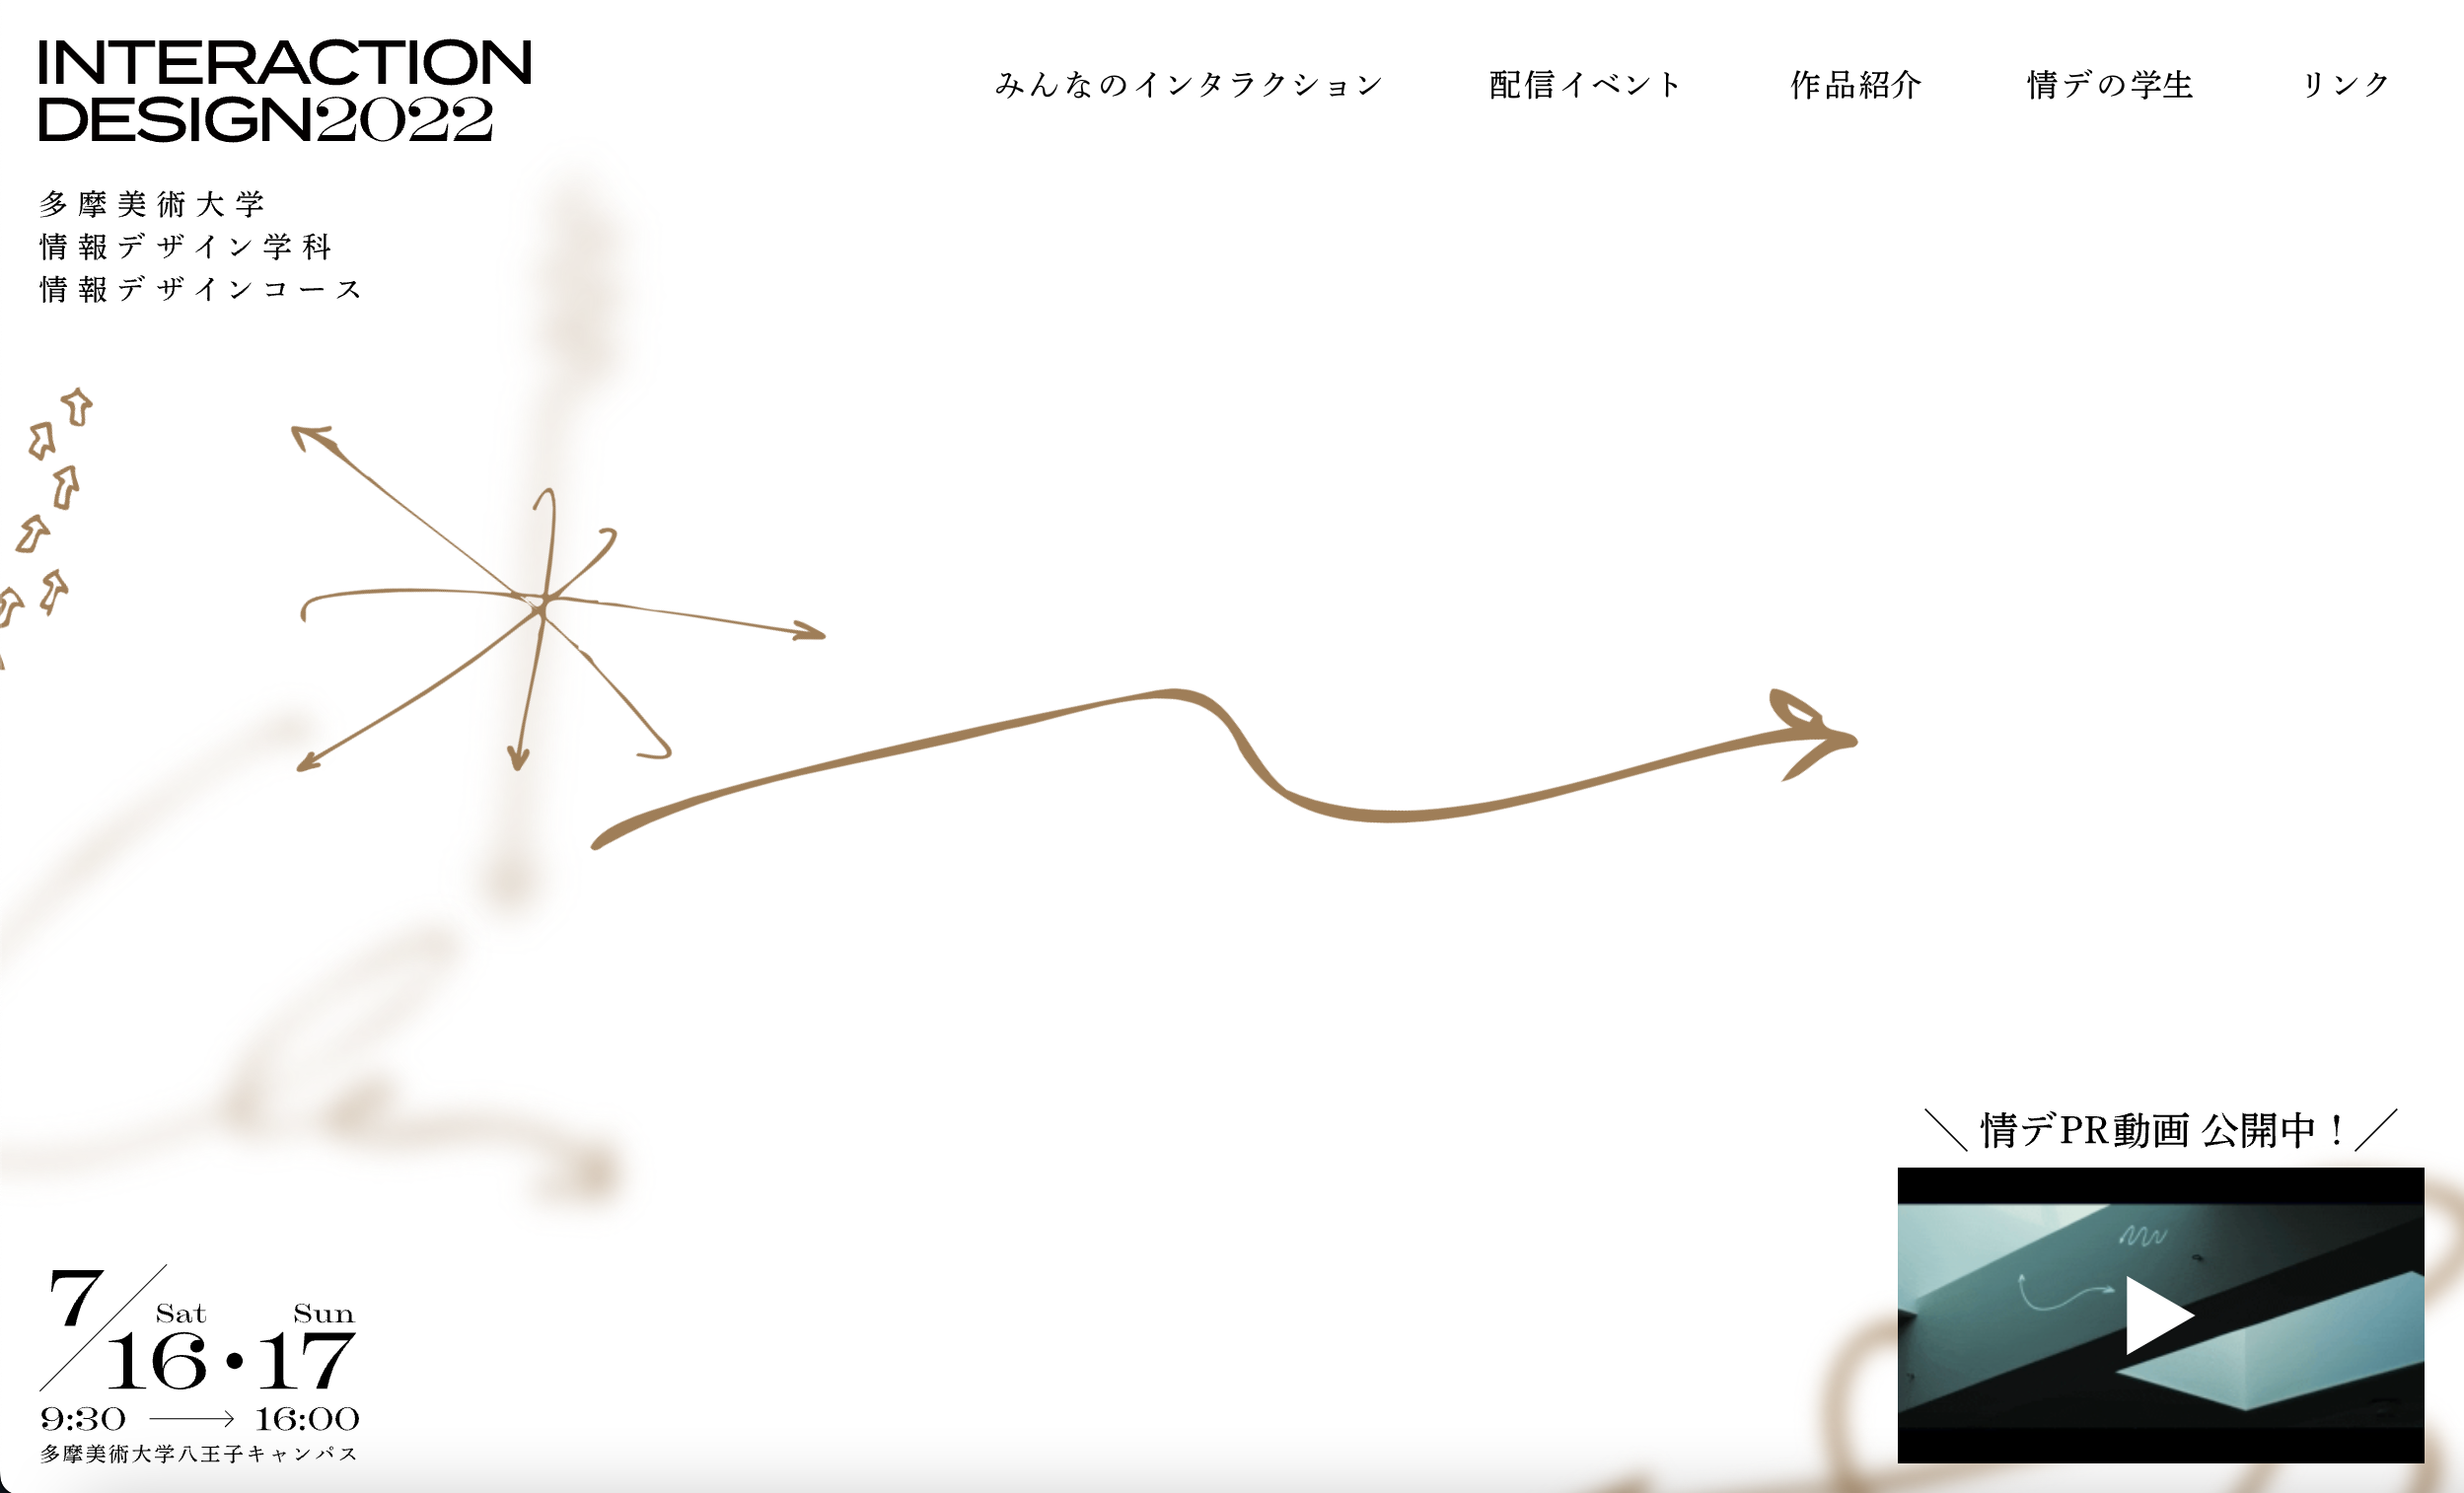 INTERACTION
DESIGN2022
みんなのインタラクション
配信イベント
作品紹介
情デの学生
リンク
多摩美術大学
情報デザイン学科
情報デザインコース
＼ 情デPR動画 公開中！／
7/
Sat Sun
16・17
9:30 → 16:00
多摩美術大学八王子キャンパス